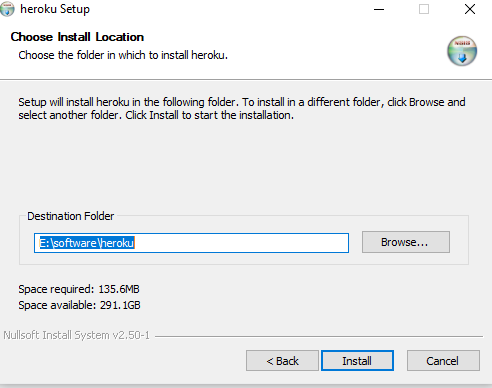 heroku Setup
Choose Install Location
Choose the folder in which to install heroku.
Setup will install heroku in the following folder. To install in a different folder, click Browse and
select another folder. Click Install to start the installation.
Destination Folder
E:\software\heroku
Browse...
Space required: 135.6MB
Space available: 291.1GB
Nullsoft Install System v2.50-1
< Back
Install
Cancel